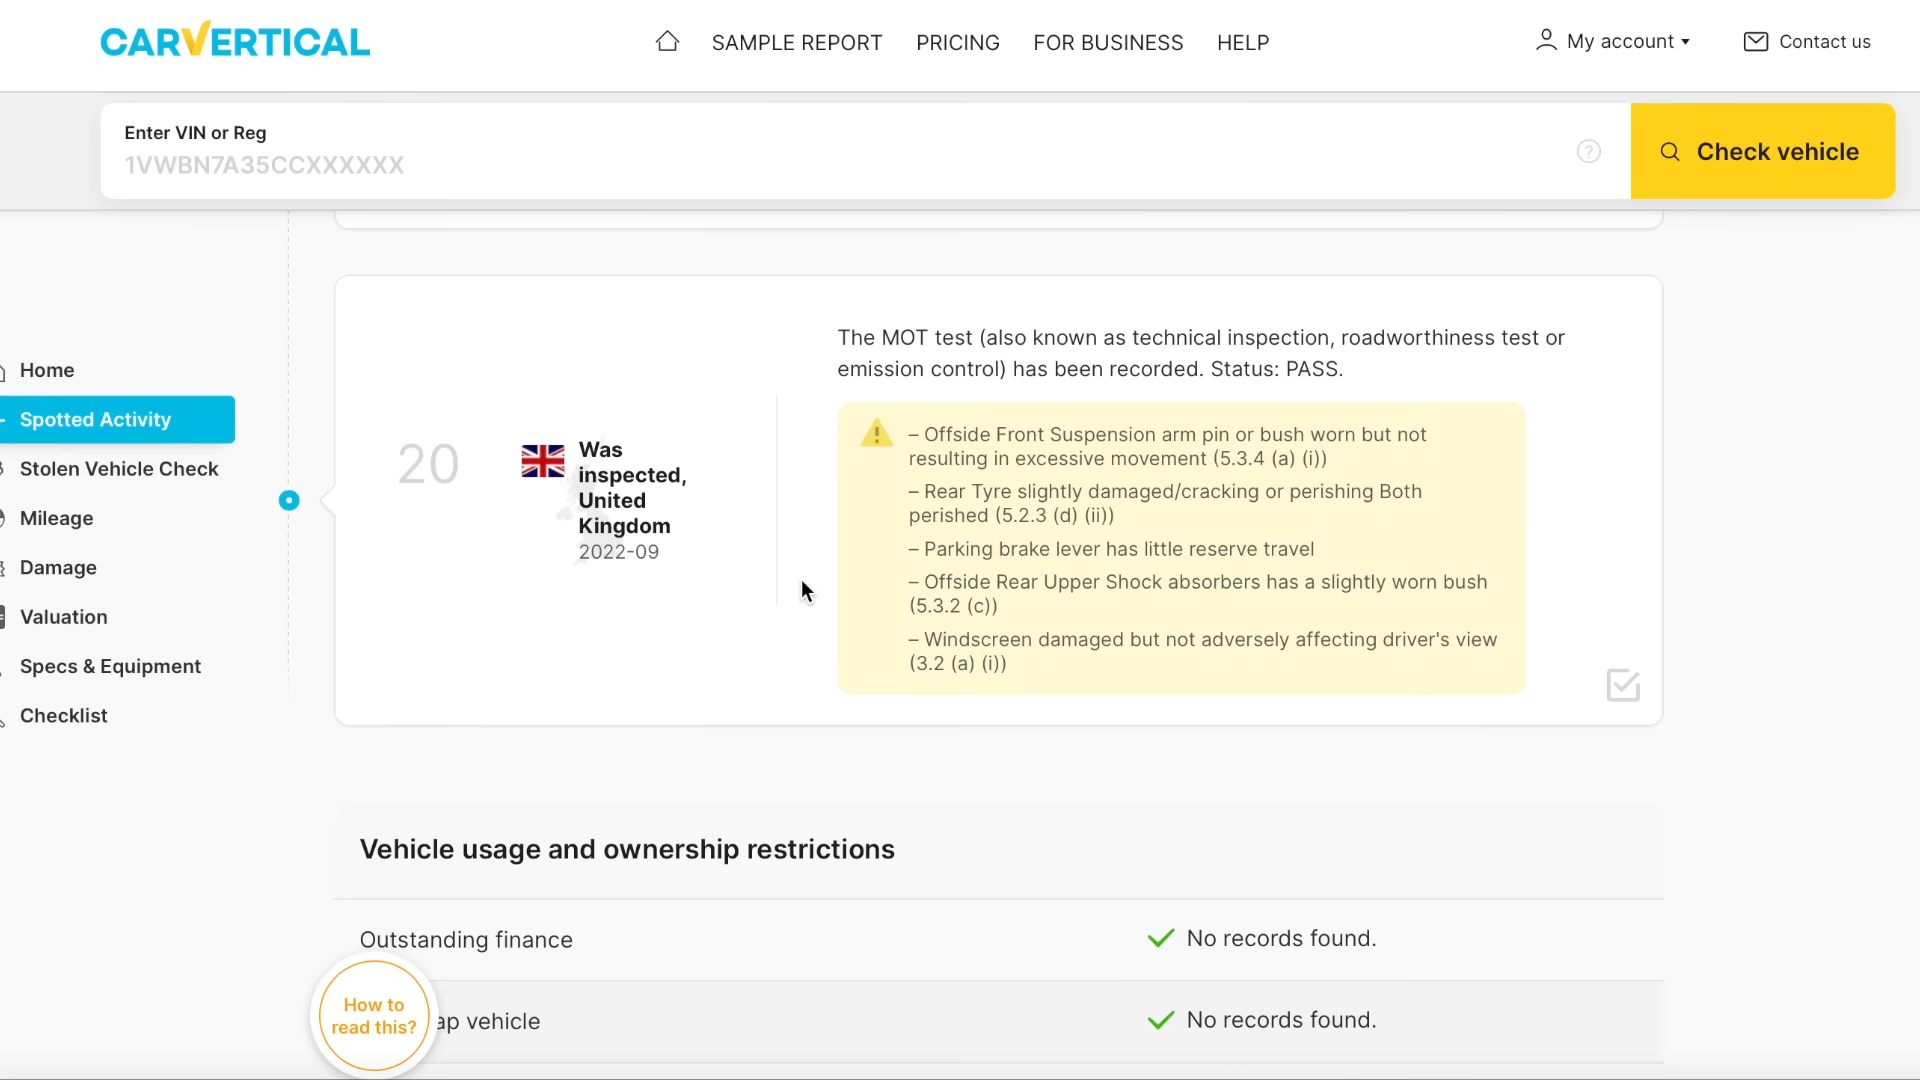 CARVERTICAL
SAMPLE REPORT
PRICING
FOR BUSINESS
HELP
My account
Contact us
Enter VIN or Reg
1VWBN7A35CCXXXXXX
?
Check vehicle
Home
Spotted Activity
Stolen Vehicle Check
Mileage
Damage
Valuation
Specs & Equipment
Checklist
20
Was
inspected,
United
Kingdom
2022-09
The MOT test (also known as technical inspection, roadworthiness test or
emission control) has been recorded. Status: PASS.
– Offside Front Suspension arm pin or bush worn but not
resulting in excessive movement (5.3.4 (a) (i))
– Rear Tyre slightly damaged/cracking or perishing Both
perished (5.2.3 (d) (ii))
– Parking brake lever has little reserve travel
– Offside Rear Upper Shock absorbers has a slightly worn bush
(5.3.2 (c))
– Windscreen damaged but not adversely affecting driver's view
(3.2 (a) (i))
Vehicle usage and ownership restrictions
Outstanding finance
No records found.
How to
read this?
vehicle
No records found.